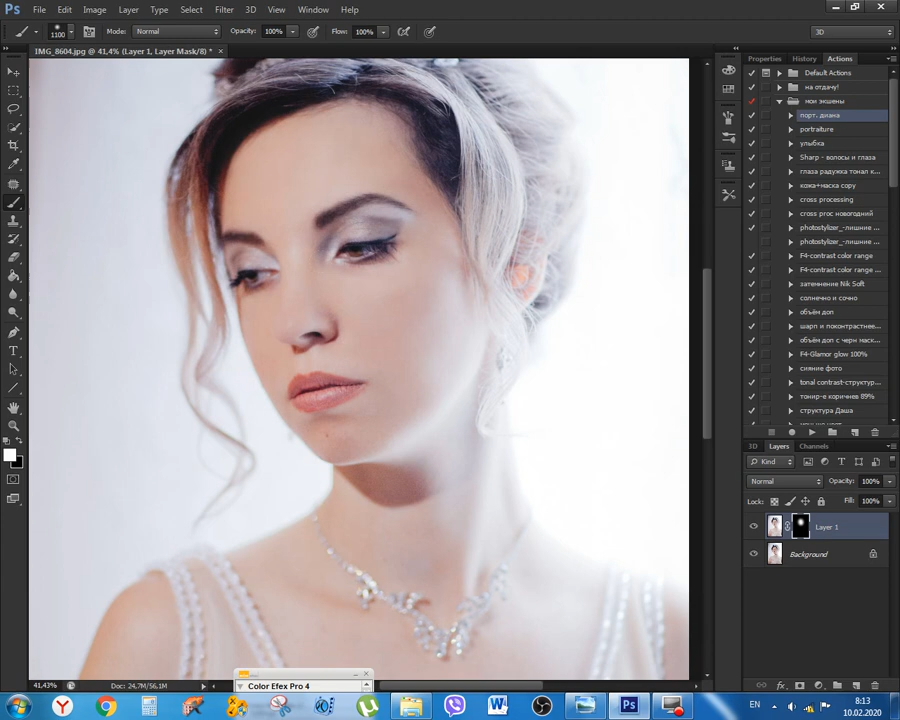 Ps File Edit Image Layer Type Select Filter 3D View Window Help
1100 Mode: Normal Opacity: 100% Flow: 100% 3D
IMG_8604.jpg @ 41,4% (Layer 1, Layer Mask/8) * ×
Properties History Actions
Default Actions
на отдачу!
мои экшены
порт. диана
portraiture
улыбка
Sharp - волосы и глаза
глаза радужка тонал к...
кожа+маска copy
cross processing
cross proc новогодний
photostylizer_-лишние ...
photostylizer_-лишние ...
F4-contrast color range
F4-contrast color range ...
затемнение Nik Soft
солнечно и сочно
объём доп
шарп и поконтрастнее...
объём доп с черн маск...
F4-Glamor glow 100%
сияние фото
tonal contrast-структур...
тонир-е коричнев 89%
структура Даша
3D Layers Channels
Kind
Normal Opacity: 100%
Lock: Fill: 100%
Layer 1
Background
41,43% Doc: 24,7M/56,1M
Color Efex Pro 4
EN 8:13
10.02.2020